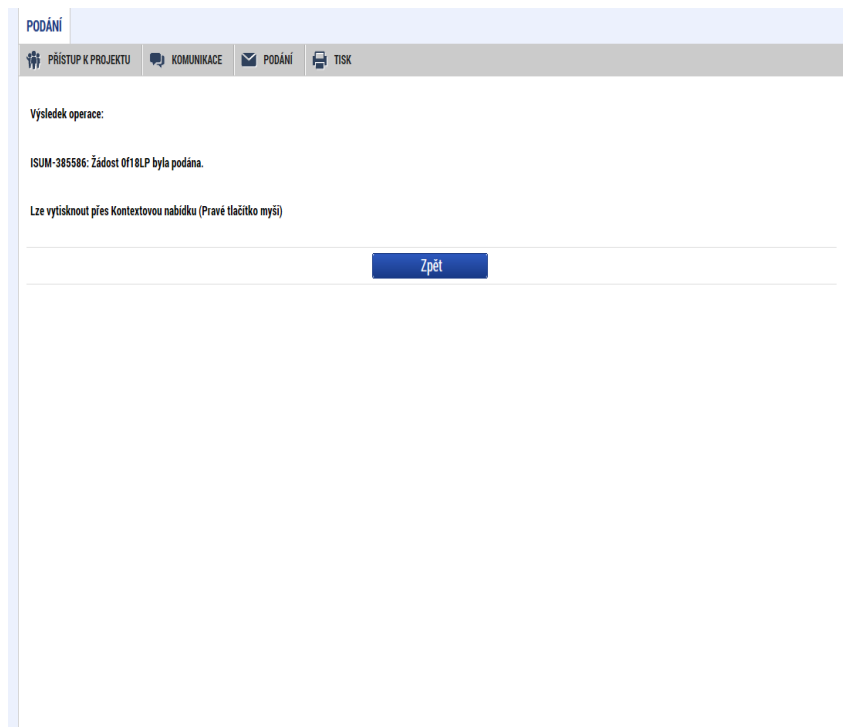 PODÁNÍ
PŘÍSTUP K PROJEKTU KOMUNIKACE PODÁNÍ TISK
Výsledek operace:
ISUM-385586: Žádost 0f18LP byla podána.
Lze vytisknout přes Kontextovou nabídku (Pravé tlačítko myši)
Zpět